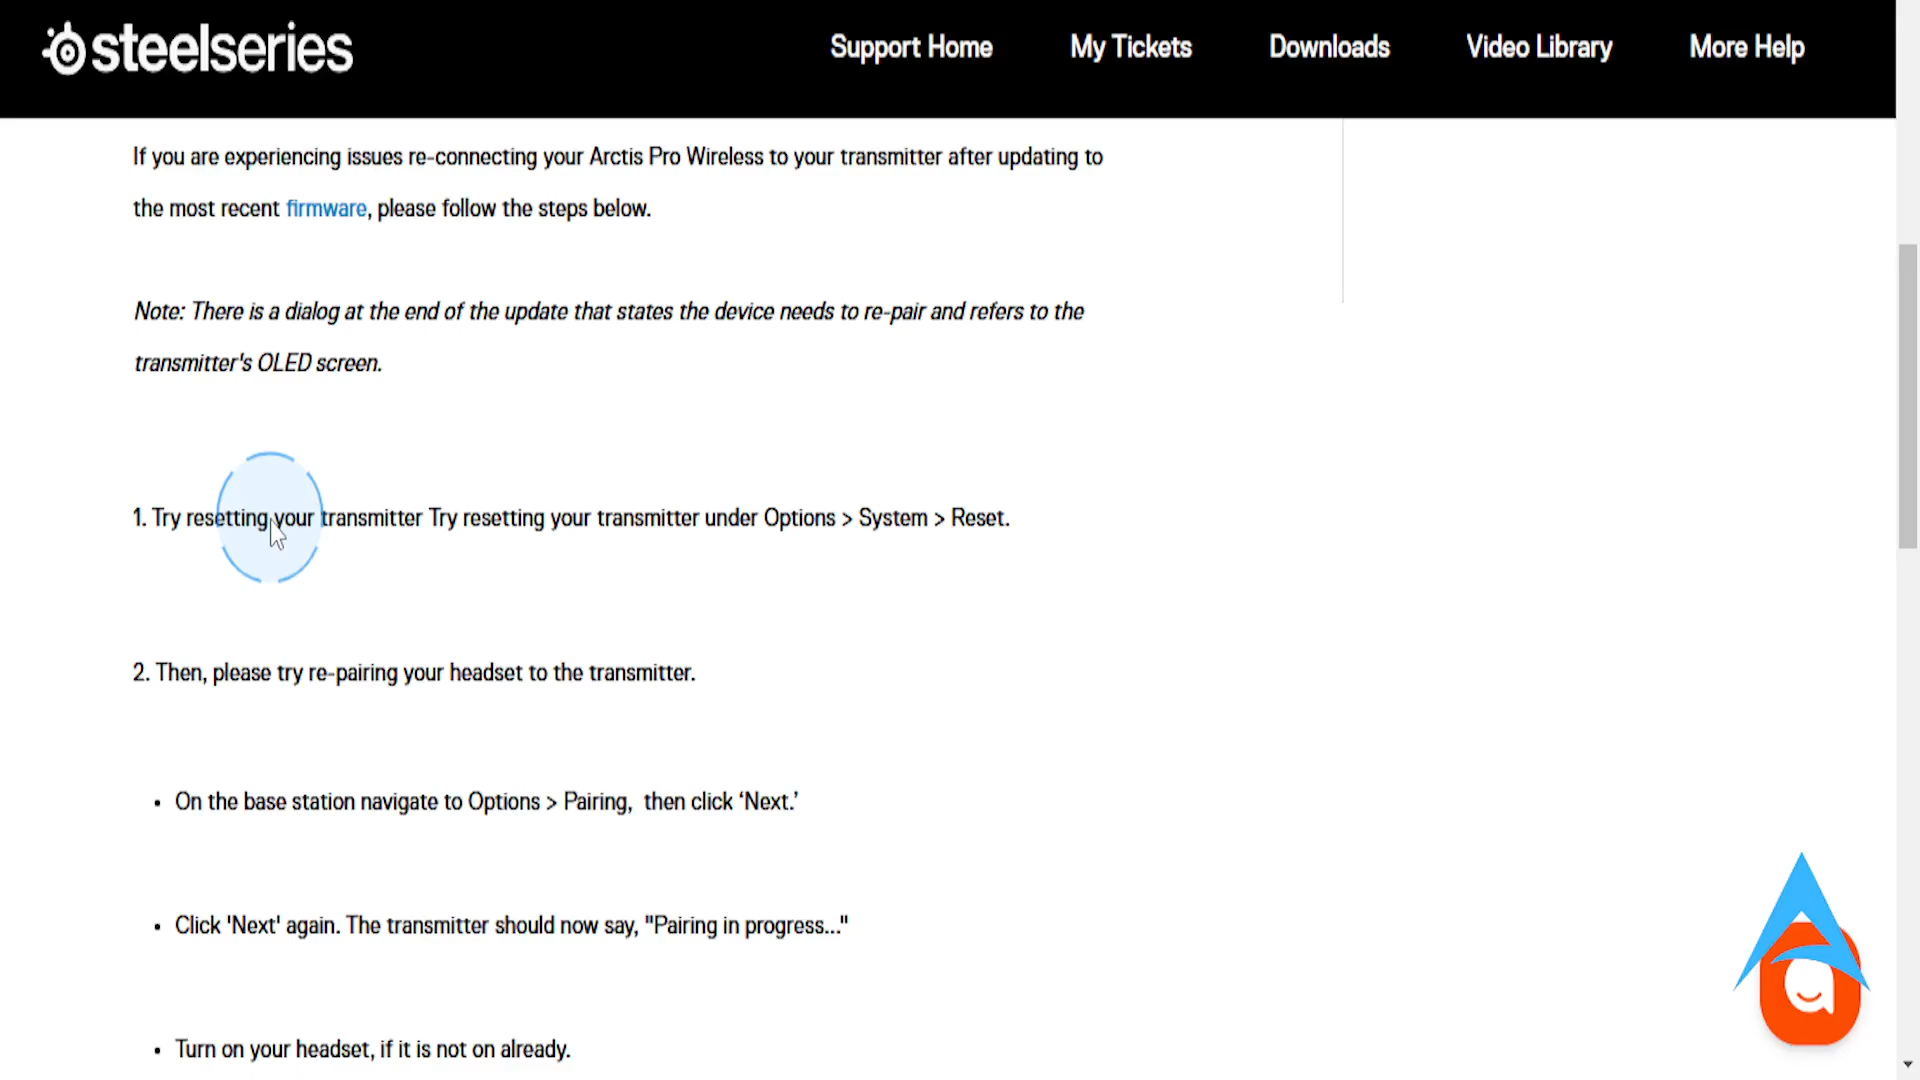 steelseries
Support Home
My Tickets
Downloads
Video Library
More Help
If you are experiencing issues re-connecting your Arctis Pro Wireless to your transmitter after updating to
the most recent firmware, please follow the steps below.
Note: There is a dialog at the end of the update that states the device needs to re-pair and refers to the
transmitter's OLED screen.
1. Try resetting your transmitter Try resetting your transmitter under Options > System > Reset.
2. Then, please try re-pairing your headset to the transmitter.
• On the base station navigate to Options > Pairing,  then click ‘Next.’
• Click 'Next' again. The transmitter should now say, "Pairing in progress..."
• Turn on your headset, if it is not on already.